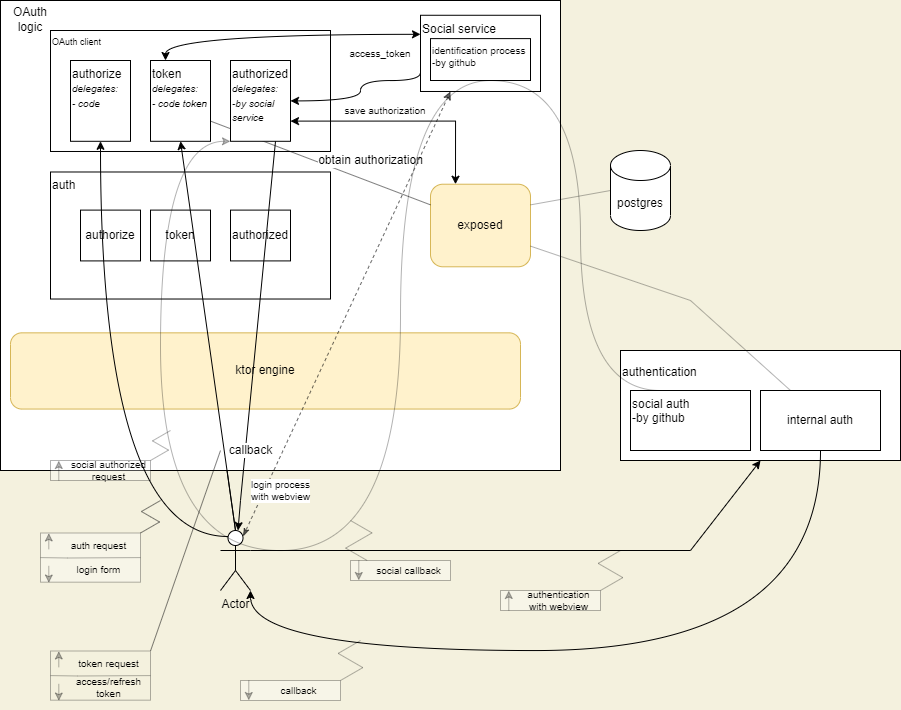 OAuth
logic
OAuth client
authorize
delegates:
- code
token
delegates:
- code token
authorized
delegates:
-by social
service
Social service
identification process
-by github
access_token
save authorization
obtain authorization
auth
authorize
token
authorized
exposed
postgres
ktor engine
authentication
social auth
-by github
internal auth
callback
social authorized
request
login process
with webview
auth request
login form
social callback
authentication
with webview
Actor
token request
access/refresh
token
callback